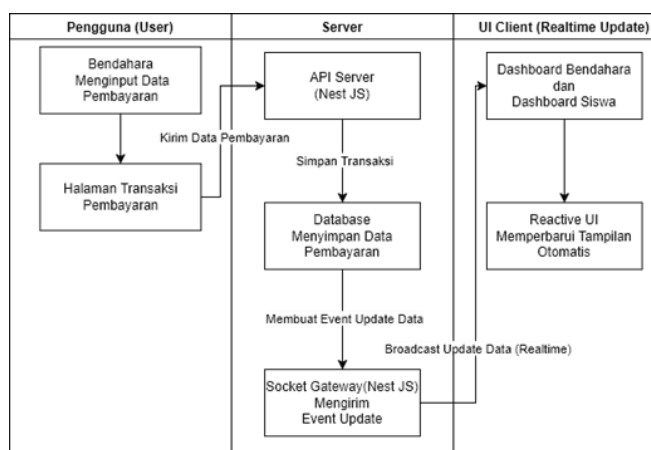 Pengguna (User)
Server
UI Client (Realtime Update)
Bendahara
Menginput Data
Pembayaran
Kirim Data Pembayaran
Halaman Transaksi
Pembayaran
API Server
(Nest JS)
Simpan Transaksi
Database
Menyimpan Data
Pembayaran
Membuat Event Update Data
Socket Gateway(Nest JS)
Mengirim
Event Update
Broadcast Update Data (Realtime)
Dashboard Bendahara
dan
Dashboard Siswa
Reactive UI
Memperbarui Tampilan
Otomatis